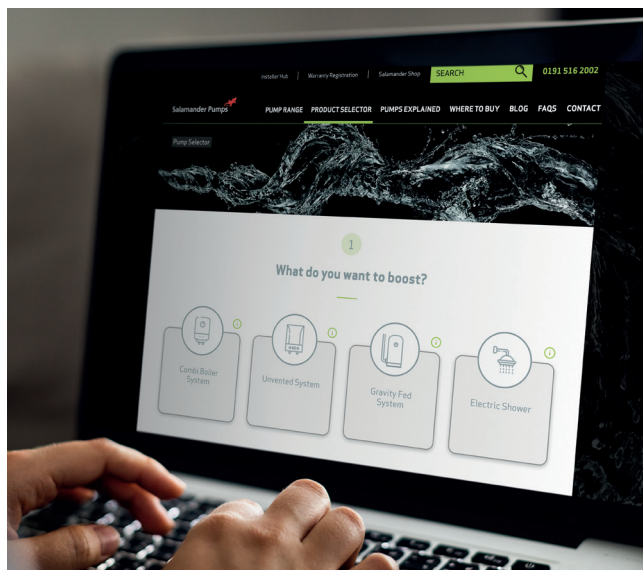 Installer Hub | Warranty Registration | Salamander Shop SEARCH 0191 516 2002
Salamander Pumps PUMP RANGE PRODUCT SELECTOR PUMPS EXPLAINED WHERE TO BUY BLOG FAQS CONTACT
Pump Selector
1
What do you want to boost?
Combi Boiler
System
Unvented System
Gravity Fed
System
Electric Shower